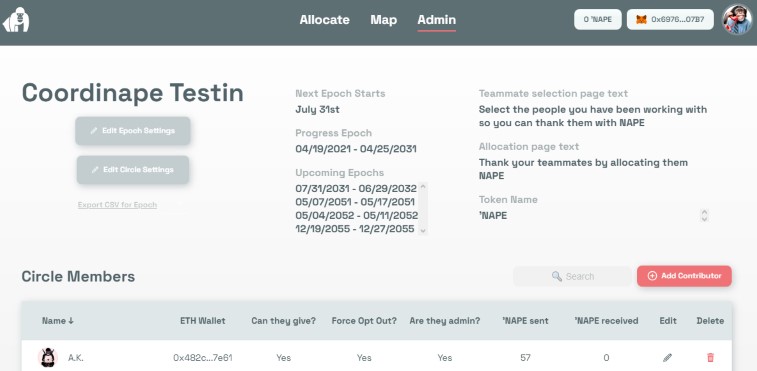 Allocate Map Admin
0 'NAPE
0x6976...07B7
Coordinape Testin
Edit Epoch Settings
Edit Circle Settings
Export CSV for Epoch
Next Epoch Starts
July 31st
Progress Epoch
04/19/2021 - 04/25/2031
Upcoming Epochs
07/31/2031 - 06/29/2032
05/07/2051 - 05/17/2051
05/04/2052 - 05/11/2052
12/19/2055 - 12/27/2055
Teammate selection page text
Select the people you have been working with
so you can thank them with NAPE
Allocation page text
Thank your teammates by allocating them
NAPE
Token Name
'NAPE
Circle Members
Search
Add Contributor
Name ↓ ETH Wallet Can they give? Force Opt Out? Are they admin? 'NAPE sent 'NAPE received Edit Delete
A.K. 0x482c...7e61 Yes Yes Yes 57 0